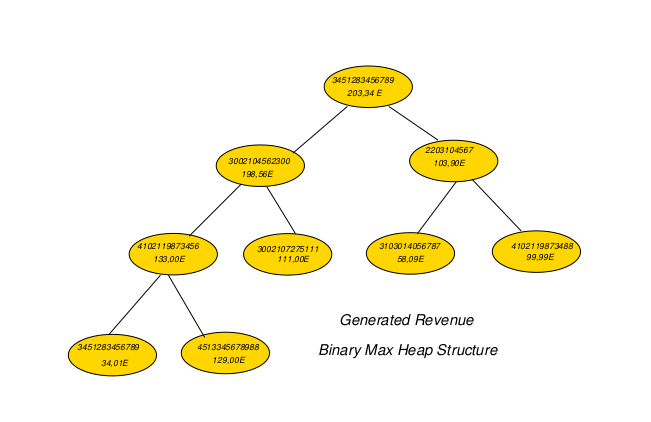 3451283456789
203,34 E
3002104562300
198,56E
2203104567
103,90E
4102119873456
133,00E
3002107275111
111,00E
3103014056787
58,09E
4102119873488
99,99E
Generated Revenue
Binary Max Heap Structure
3451283456789
34,01E
4513345678988
129,00E